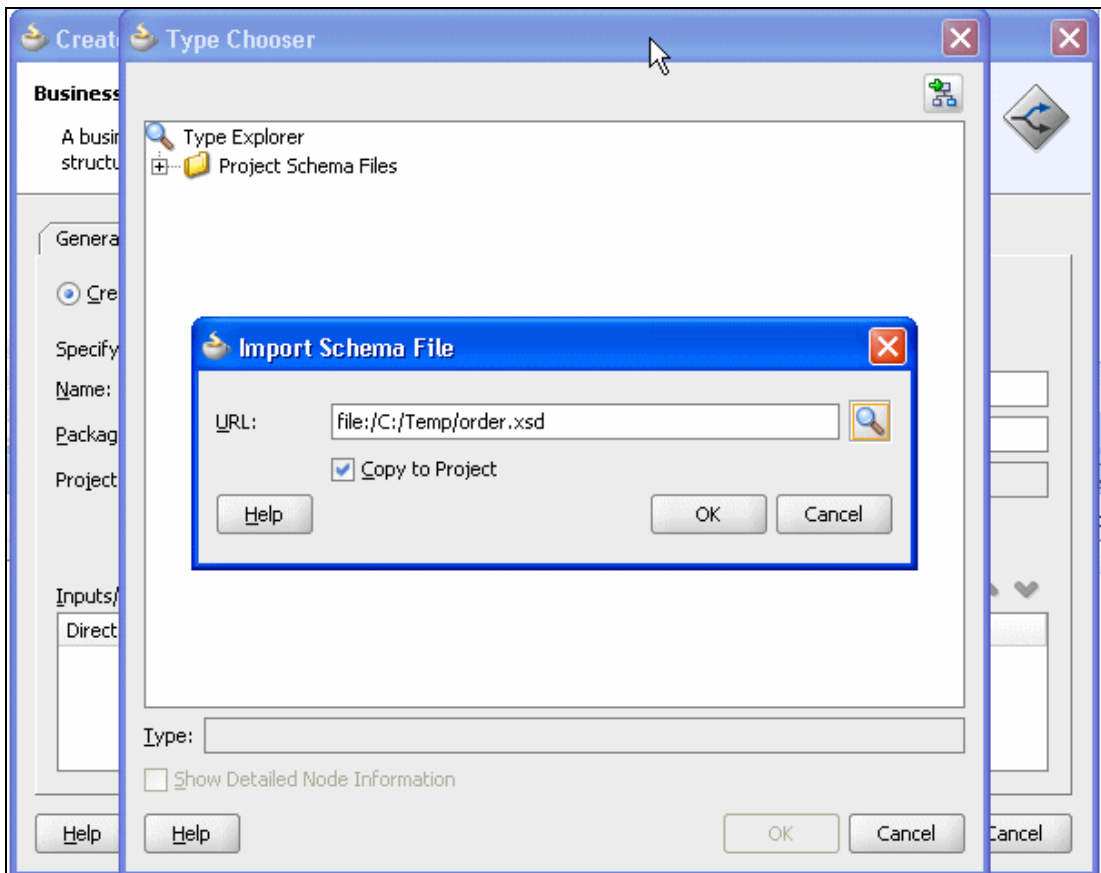 Creat
Type Chooser
Business
A busin
structu
Type Explorer
Project Schema Files
Genera
Cre
Import Schema File
Specify
Name:
URL: file:/C:/Temp/order.xsd
Packag
Copy to Project
Project
Help OK Cancel
Inputs/
Direct
Type:
Show Detailed Node Information
Help Help OK Cancel Cancel